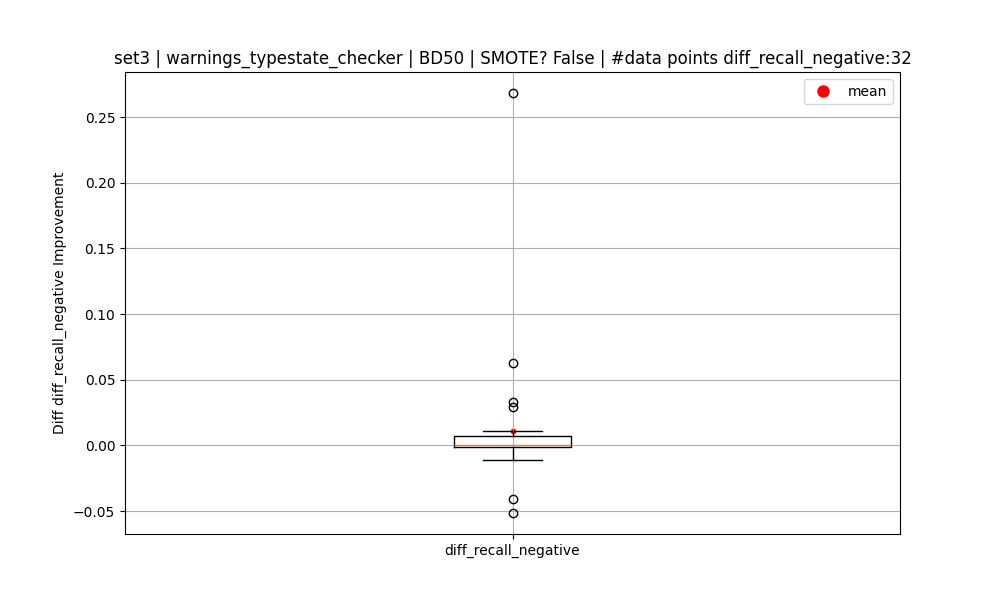 set3 | warnings_typestate_checker | BD50 | SMOTE? False | #data points diff_recall_negative:32
mean
Diff diff_recall_negative Improvement
0.25
0.20
0.15
0.10
0.05
0.00
−0.05
diff_recall_negative